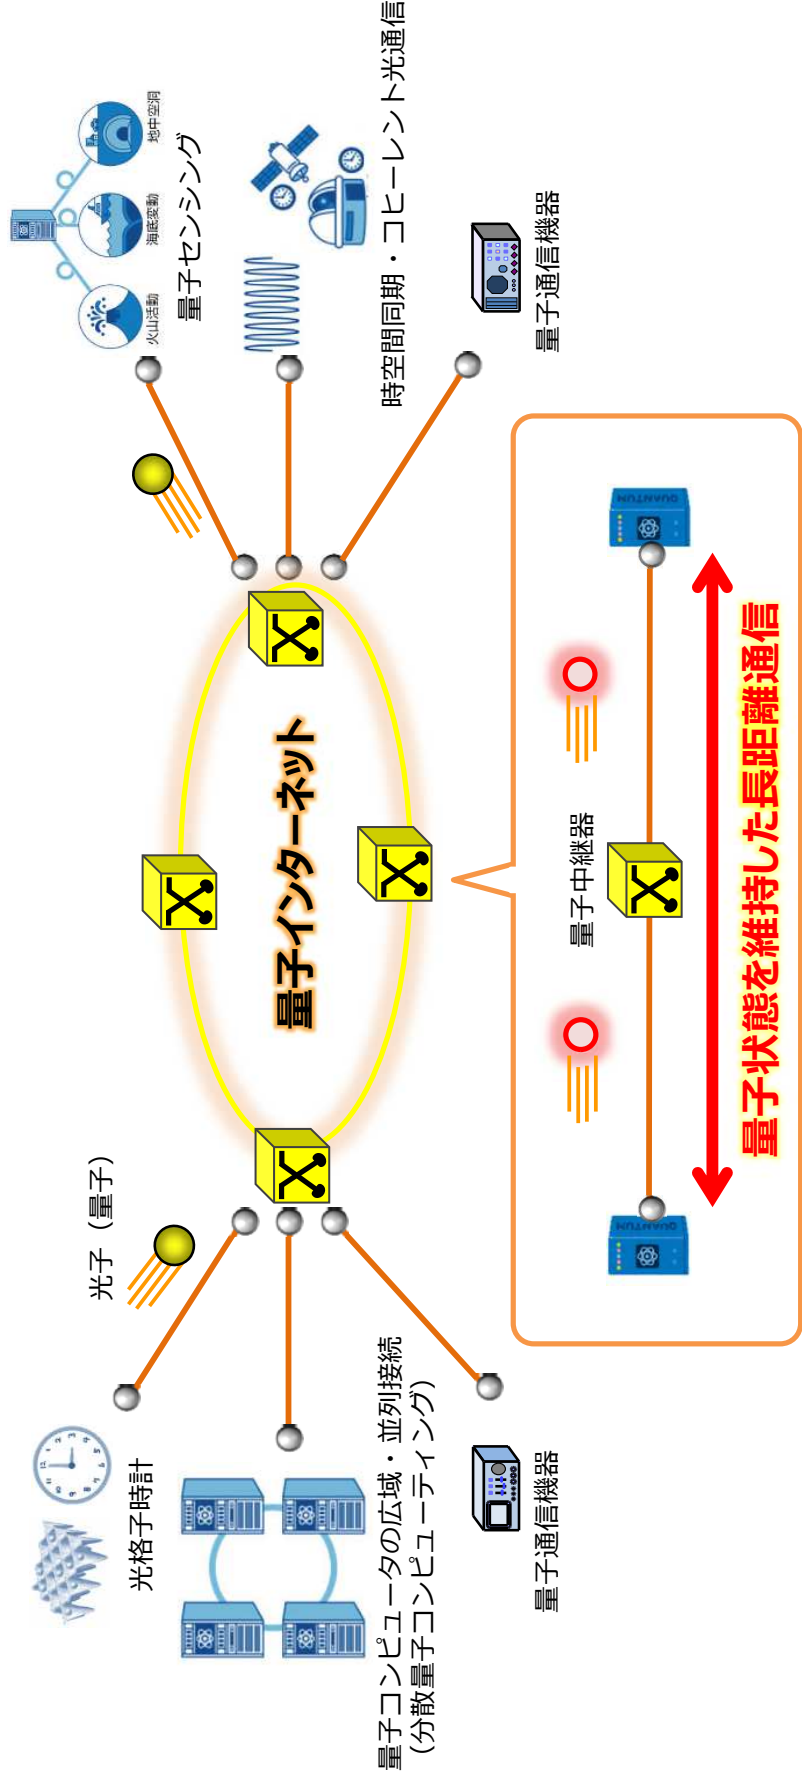 光格子時計
光子（量子）
量子コンピュータの広域・並列接続
（分散量子コンピューティング）
量子通信機器
量子インターネット
火山活動
海底変動
地中空洞
量子センシング
時空間同期・コヒーレント光通信
量子通信機器
量子中継器
QUANTUN
QUANTUN
量子状態を維持した長距離通信